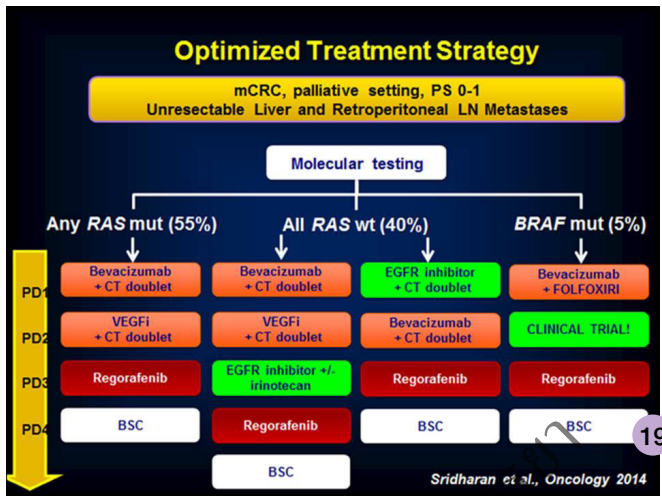 Optimized Treatment Strategy
mCRC, palliative setting, PS 0-1
Unresectable Liver and Retroperitoneal LN Metastases
Molecular testing
Any RAS mut (55%)
All RAS wt (40%)
BRAF mut (5%)
PD1
Bevacizumab
+ CT doublet
Bevacizumab
+ CT doublet
EGFR inhibitor
+ CT doublet
Bevacizumab
+ FOLFOXIRI
PD2
VEGFi
+ CT doublet
VEGFi
+ CT doublet
Bevacizumab
+ CT doublet
CLINICAL TRIAL!
PD3
Regorafenib
EGFR inhibitor +/-
irinotecan
Regorafenib
Regorafenib
PD4
BSC
Regorafenib
BSC
BSC
19
BSC
Sridharan et al., Oncology 2014